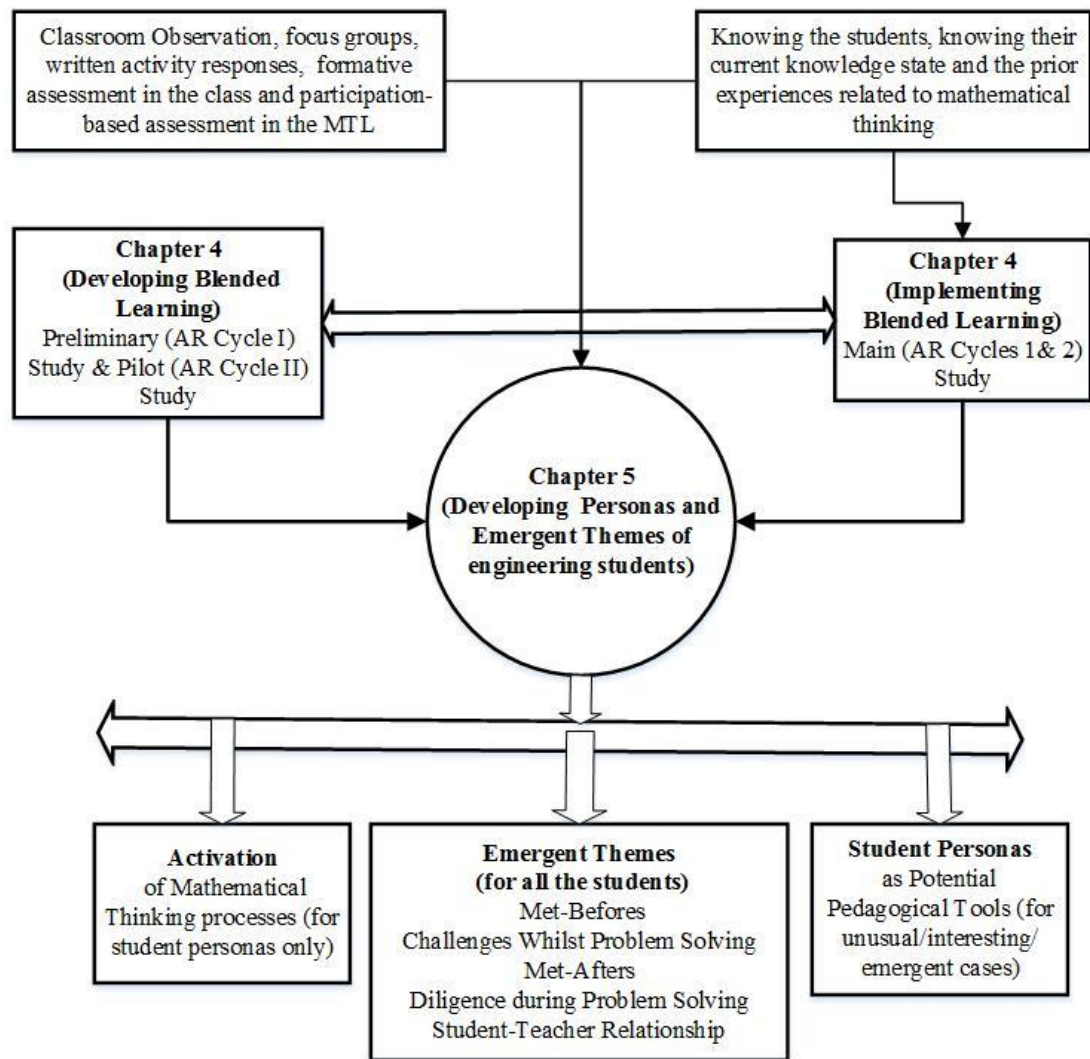 Classroom Observation, focus groups,
written activity responses, formative
assessment in the class and participation-
based assessment in the MTL
Knowing the students, knowing their
current knowledge state and the prior
experiences related to mathematical
thinking
Chapter 4
(Developing Blended
Learning)
Preliminary (AR Cycle I)
Study & Pilot (AR Cycle II)
Study
Chapter 4
(Implementing
Blended Learning)
Main (AR Cycles 1& 2)
Study
Chapter 5
(Developing Personas and
Emergent Themes of
engineering students)
Activation
of Mathematical
Thinking processes (for
student personas only)
Emergent Themes
(for all the students)
Met-Befores
Challenges Whilst Problem Solving
Met-Afters
Diligence during Problem Solving
Student-Teacher Relationship
Student Personas
as Potential
Pedagogical Tools (for
unusual/interesting/
emergent cases)